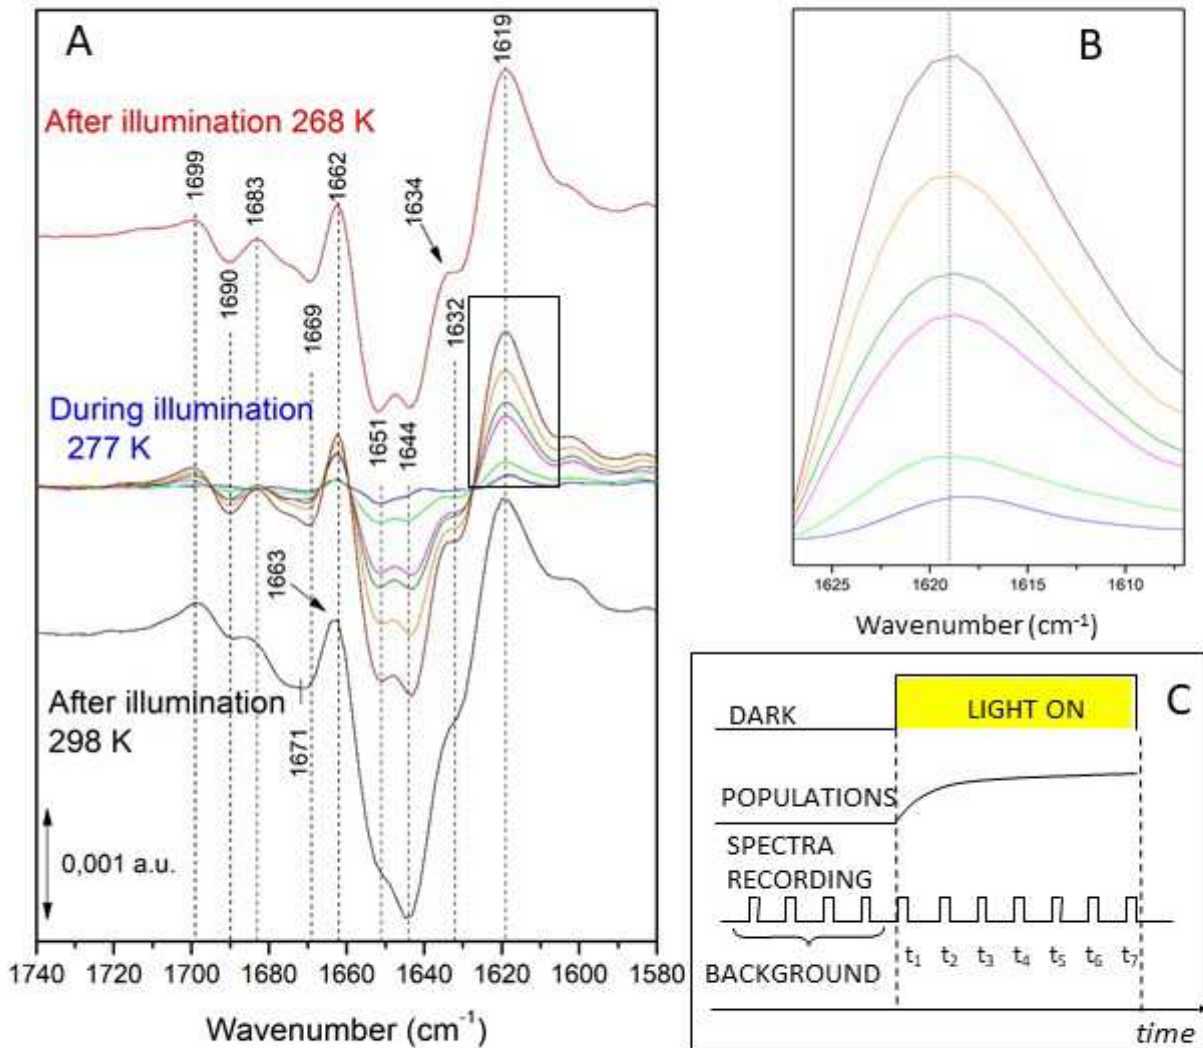 A
1619
After illumination 268 K
1699
1683
1662
1634
1690
1669
1632
During illumination
277 K
1651
1644
1663
After illumination
298 K
1671
0,001 a.u.
1740 1720 1700 1680 1660 1640 1620 1600 1580
Wavenumber (cm⁻¹)
B
1625 1620 1615 1610
Wavenumber (cm⁻¹)
C
DARK
LIGHT ON
POPULATIONS
SPECTRA
RECORDING
t₁ t₂ t₃ t₄ t₅ t₆ t₇
BACKGROUND
time